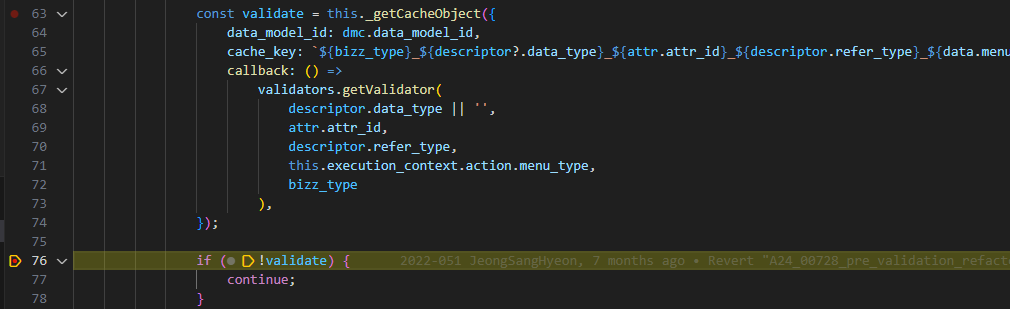 63 const validate = this._getCacheObject({
64 data_model_id: dmc.data_model_id,
65 cache_key: `${bizz_type}_${descriptor?.data_type}_${attr.attr_id}_${descriptor.refer_type}_${data.menu
66 callback: () =>
67 validators.getValidator(
68 descriptor.data_type || '',
69 attr.attr_id,
70 descriptor.refer_type,
71 this.execution_context.action.menu_type,
72 bizz_type
73 ),
74 });
75
76 if (!validate) { 2022-051 JeongSangHyeon, 7 months ago • Revert "A24_00728_pre_validation_refacto
77 continue;
78 }